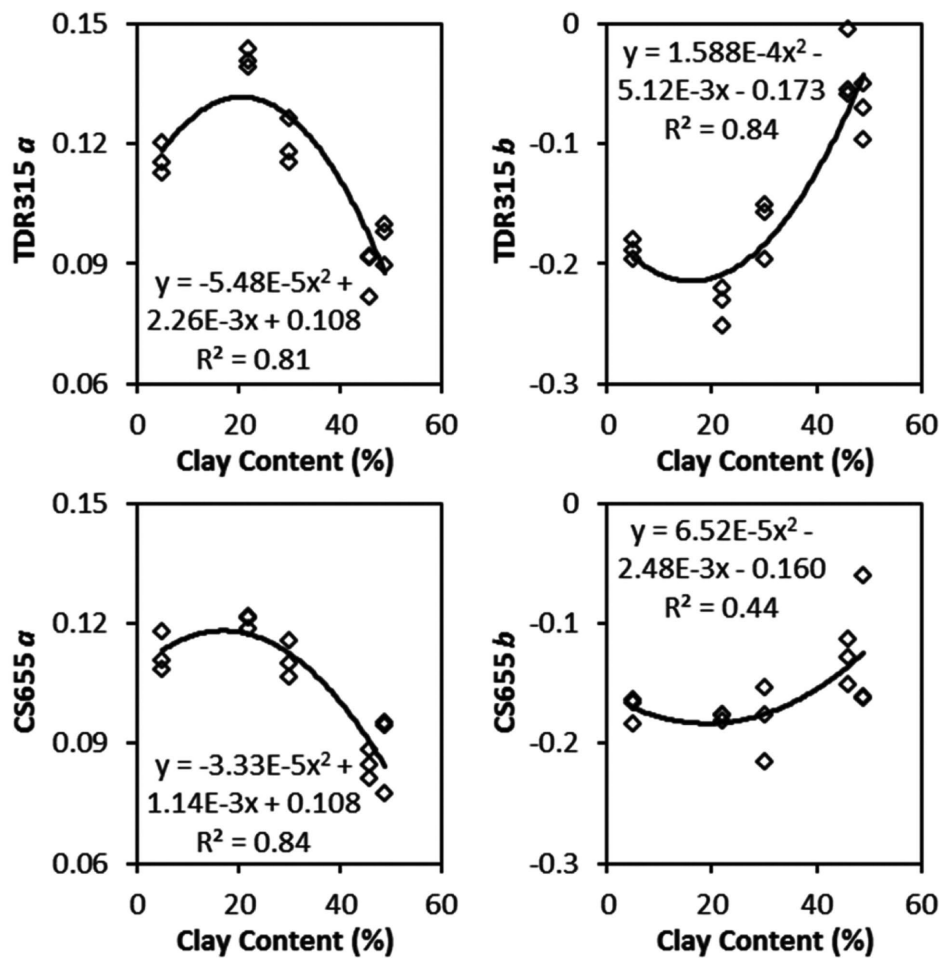 TDR315 a
0.15
0.12
0.09
0.06
y = -5.48E-5x² +
2.26E-3x + 0.108
R² = 0.81
0
20
40
60
Clay Content (%)
TDR315 b
0
-0.1
-0.2
-0.3
y = 1.588E-4x² -
5.12E-3x - 0.173
R² = 0.84
0
20
40
60
Clay Content (%)
CS655 a
0.15
0.12
0.09
0.06
y = -3.33E-5x² +
1.14E-3x + 0.108
R² = 0.84
0
20
40
60
Clay Content (%)
CS655 b
0
-0.1
-0.2
-0.3
y = 6.52E-5x² -
2.48E-3x - 0.160
R² = 0.44
0
20
40
60
Clay Content (%)